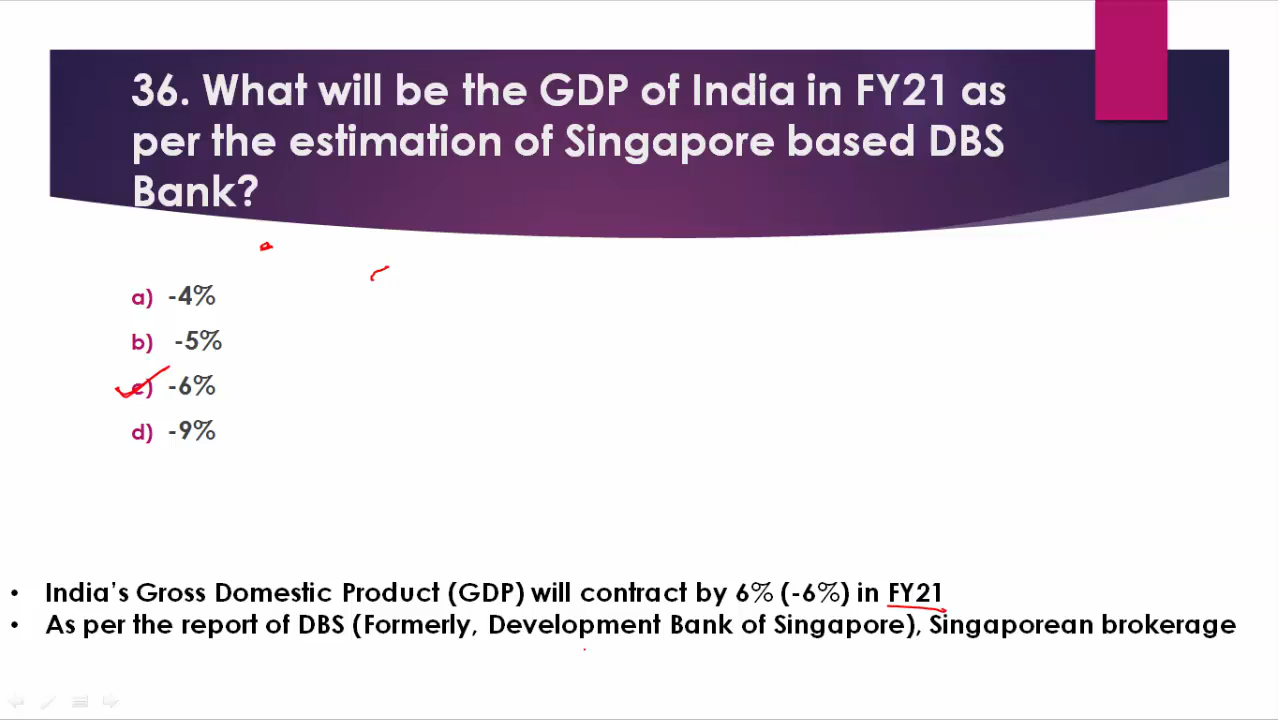 36. What will be the GDP of India in FY21 as
per the estimation of Singapore based DBS
Bank?
a) -4%
b) -5%
c) -6%
d) -9%
• India's Gross Domestic Product (GDP) will contract by 6% (-6%) in FY21
• As per the report of DBS (Formerly, Development Bank of Singapore), Singaporean brokerage